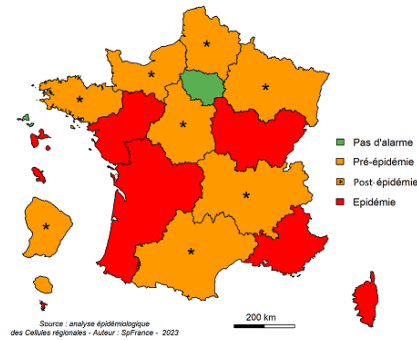 Pas d'alarme
Pré-épidémie
Post-épidémie
Epidémie
200 km
Source : analyse épidémiologique
des Cellules régionales - Auteur : SpFrance - 2023